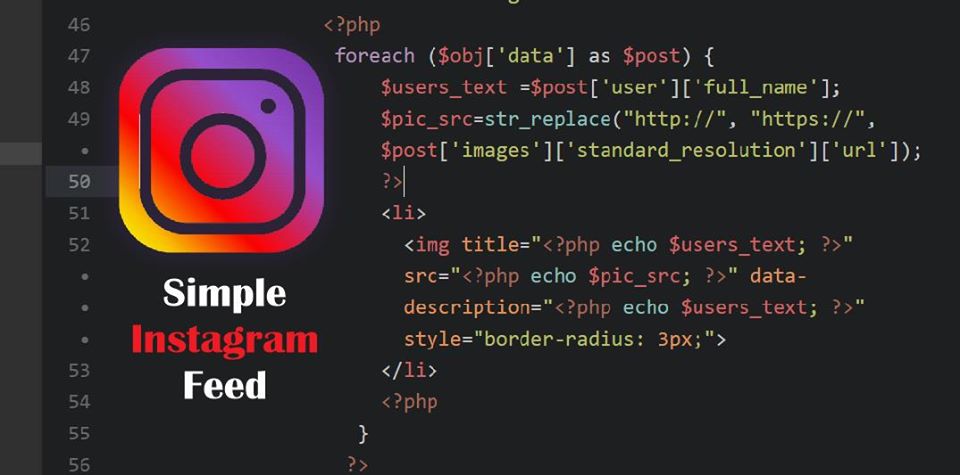 46 <?php
47 foreach ($obj['data'] as $post) {
48 $users_text =$post['user']['full_name'];
49 $pic_src=str_replace("http://", "https://",
• $post['images']['standard_resolution']['url']);
50 ?>
51 <li>
52 <img title="<?php echo $users_text; ?>"
• src="<?php echo $pic_src; ?>" data-
• description="<?php echo $users_text; ?>"
• style="border-radius: 3px;">
53 </li>
54 <?php
55 }
56 ?>
Simple
Instagram
Feed